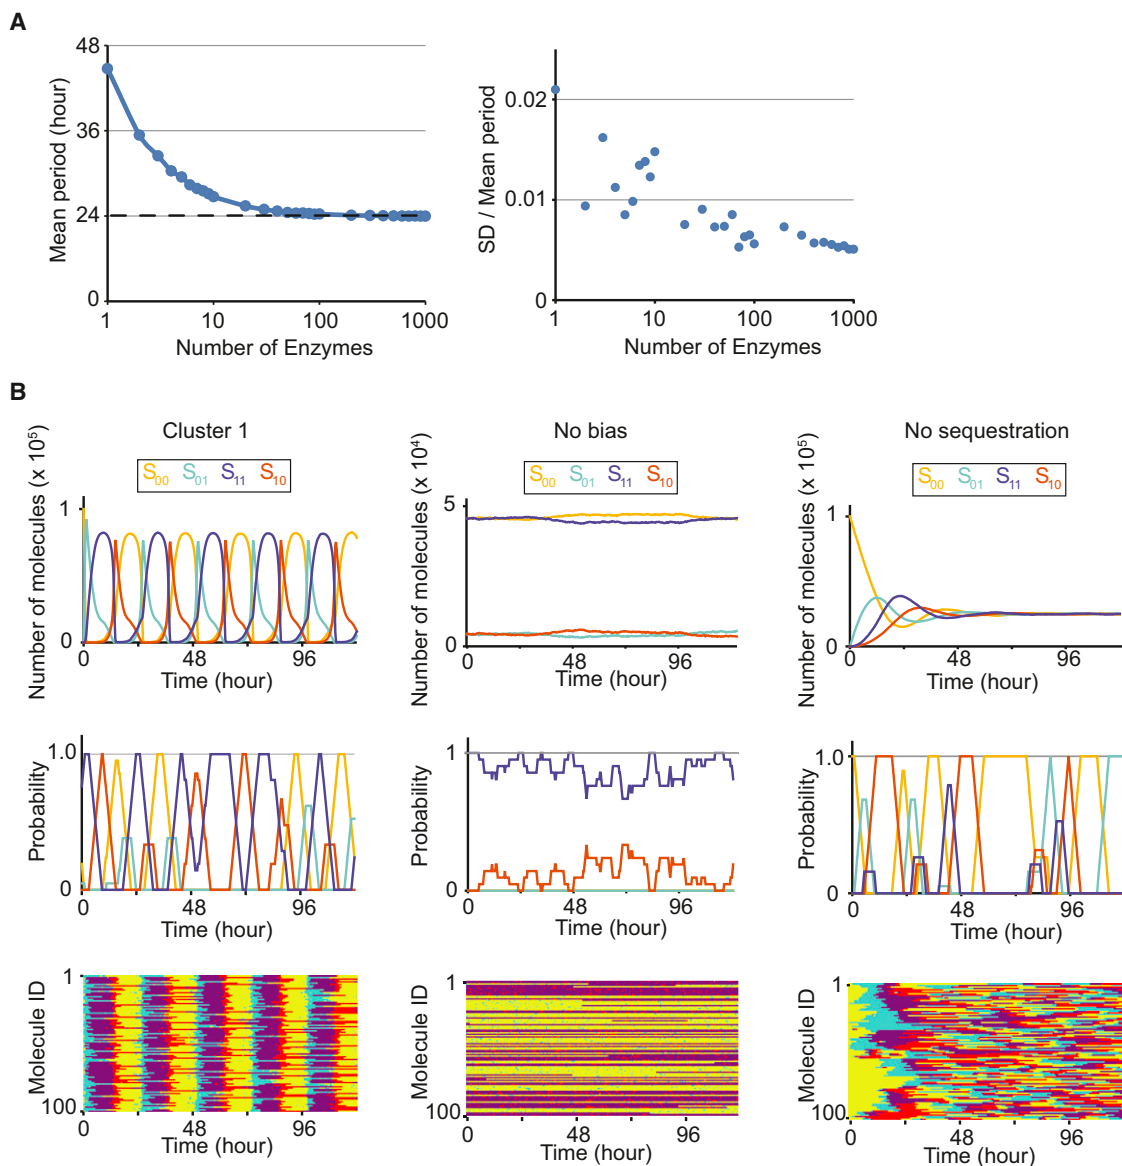 A
48
36
24
0
Mean period (hour)
1
10
100
1000
Number of Enzymes
0.02
0.01
0
SD / Mean period
1
10
100
1000
Number of Enzymes
B
Cluster 1
S00 S01 S11 S10
Number of molecules (x 10⁵)
1
0
0
48
96
Time (hour)
No bias
S00 S01 S11 S10
Number of molecules (x 10⁴)
5
0
0
48
96
Time (hour)
No sequestration
S00 S01 S11 S10
Number of molecules (x 10⁵)
1
0
0
48
96
Time (hour)
Probability
1.0
0
0
48
96
Time (hour)
Probability
1
0
0
48
96
Time (hour)
Probability
1.0
0
0
48
96
Time (hour)
Molecule ID
1
100
0
48
96
Time (hour)
Molecule ID
1
100
0
48
96
Time (hour)
Molecule ID
1
100
0
48
96
Time (hour)